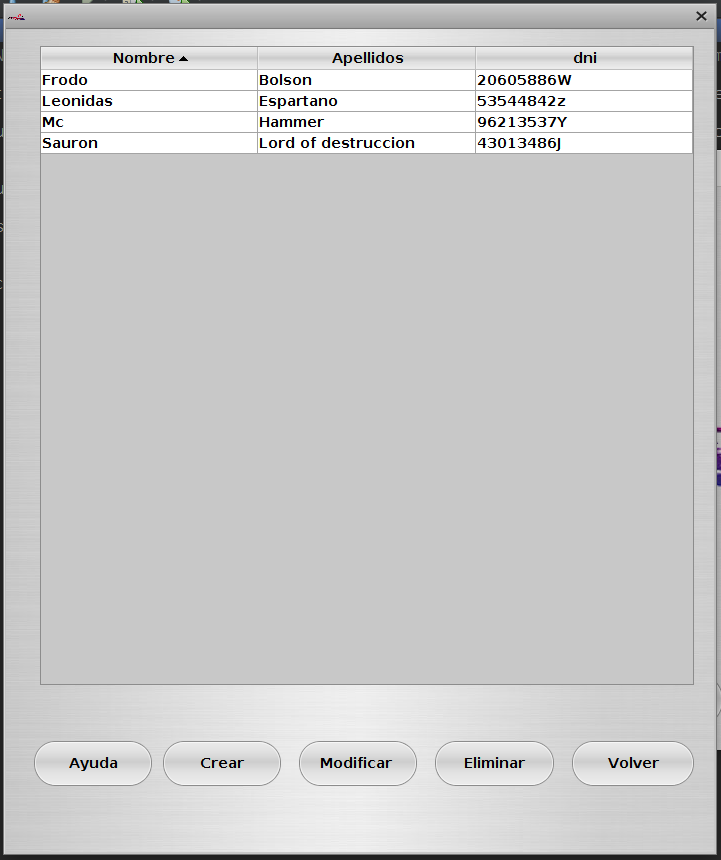 Nombre Apellidos dni
Frodo Bolson 20605886W
Leonidas Espartano 53544842z
Mc Hammer 96213537Y
Sauron Lord of destruccion 43013486J
Ayuda Crear Modificar Eliminar Volver